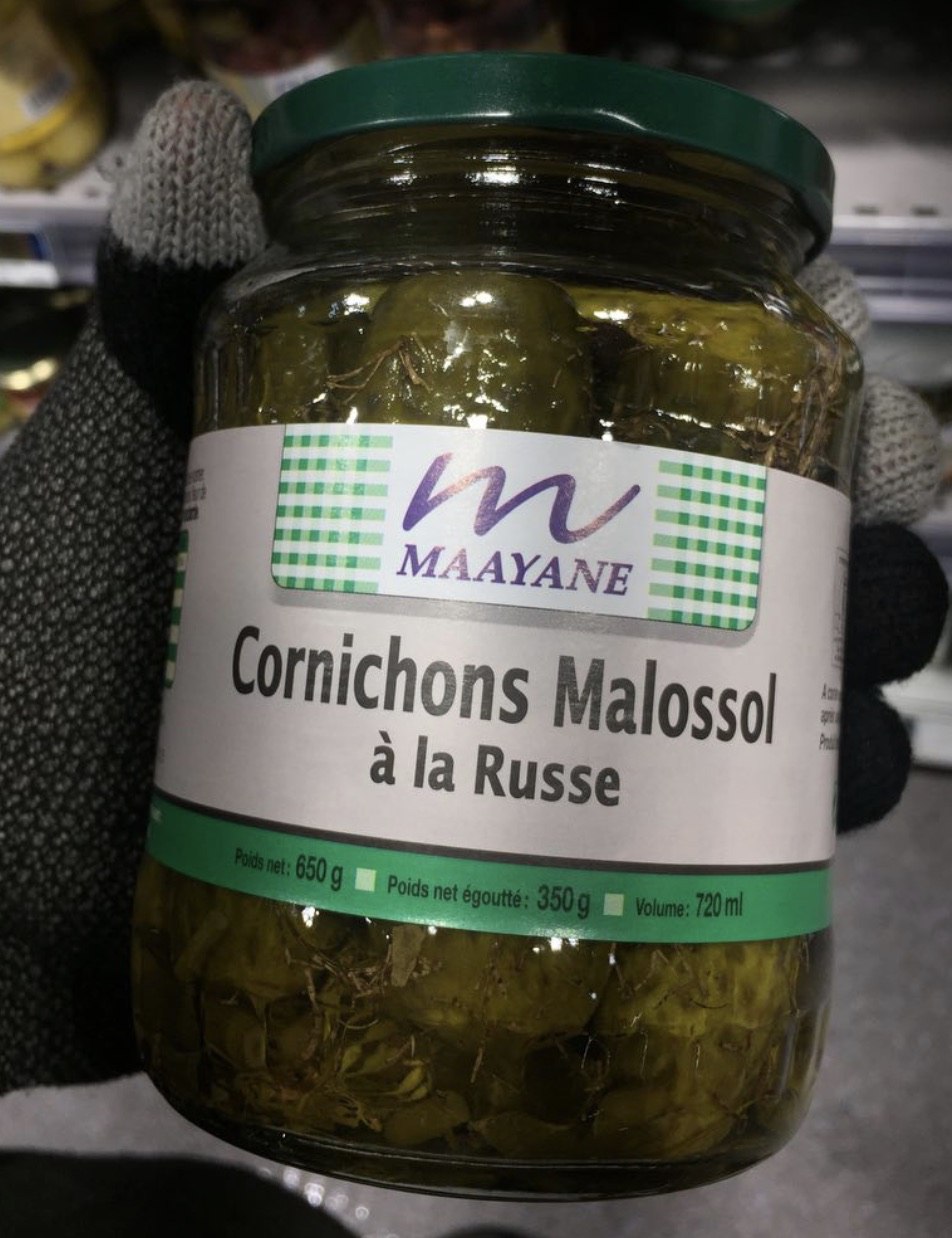 m
MAAYANE
Cornichons Malossol
à la Russe
Poids net: 650 g Poids net égoutté: 350 g Volume: 720 ml